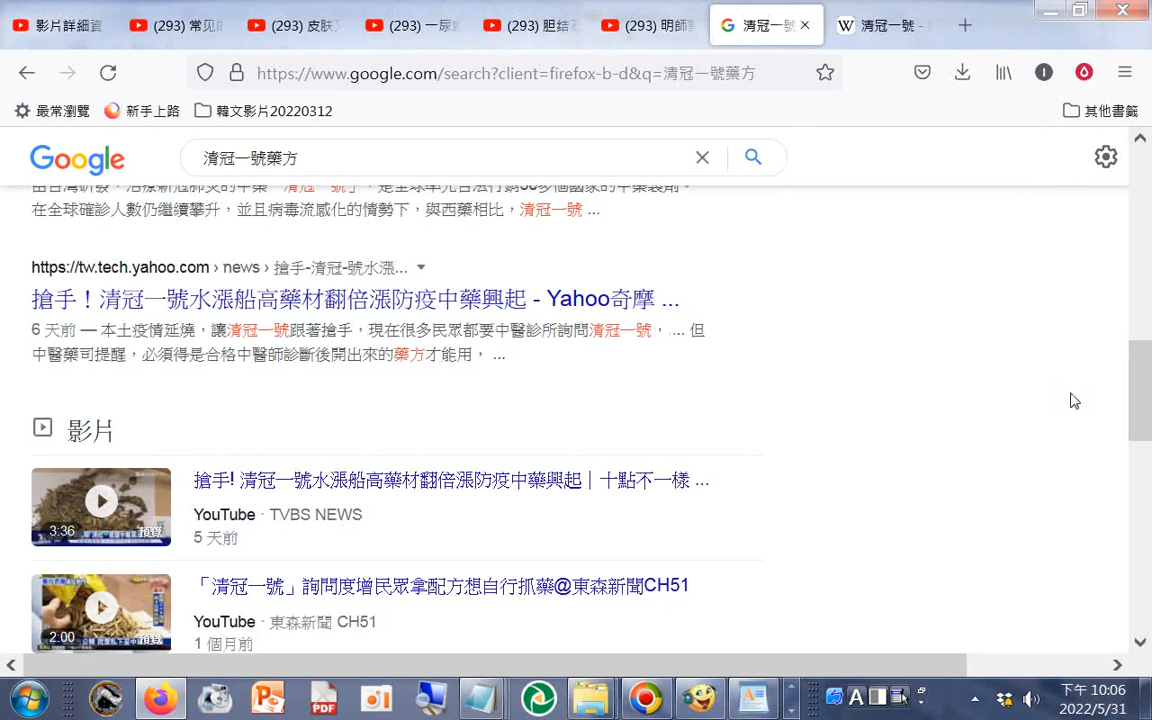 影片詳細資
(293) 常见的
(293) 皮肤
(293) 一尿
(293) 胆结
(293) 明師
清冠一號
清冠一號 -
https://www.google.com/search?client=firefox-b-d&q=清冠一號藥方
最常瀏覽
新手上路
韓文影片20220312
其他書籤
Google
清冠一號藥方
在全球確診人數仍繼續攀升，並且病毒流感化的情勢下，與西藥相比，清冠一號 ...
https://tw.tech.yahoo.com › news › 搶手-清冠-號水漲...
搶手！清冠一號水漲船高藥材翻倍漲防疫中藥興起 - Yahoo奇摩 ...
6 天前 — 本土疫情延燒，讓清冠一號跟著搶手，現在很多民眾都要中醫診所詢問清冠一號， ... 但
中醫藥司提醒，必須得是合格中醫師診斷後開出來的藥方才能用， ...
影片
搶手! 清冠一號水漲船高藥材翻倍漲防疫中藥興起｜十點不一樣 ...
3:36
YouTube · TVBS NEWS
5 天前
「清冠一號」詢問度增民眾拿配方想自行抓藥@東森新聞CH51
2:00
YouTube · 東森新聞 CH51
1 個月前
預覽
預覽
PDF
下午 10:06
2022/5/31